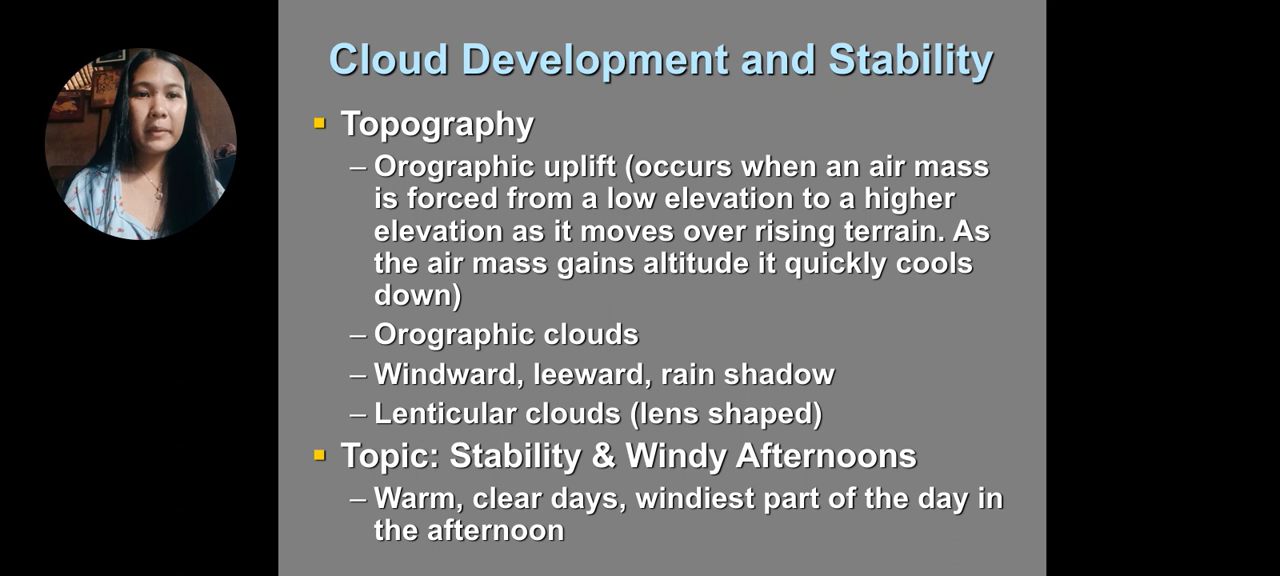 Cloud Development and Stability
Topography
– Orographic uplift (occurs when an air mass
is forced from a low elevation to a higher
elevation as it moves over rising terrain. As
the air mass gains altitude it quickly cools
down)
– Orographic clouds
– Windward, leeward, rain shadow
– Lenticular clouds (lens shaped)
Topic: Stability & Windy Afternoons
– Warm, clear days, windiest part of the day in
the afternoon